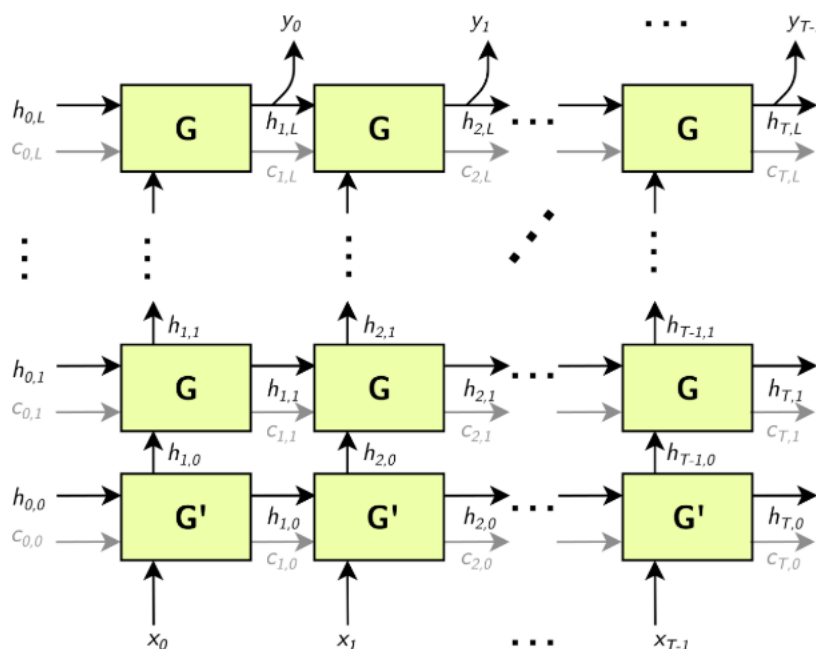 y0 y1 ... yT-1
h0,L G h1,L G h2,L ... G hT,L
c0,L c1,L c2,L cT,L
h1,1 h2,1 hT-1,1
h0,1 G h1,1 G h2,1 ... G hT,1
c0,1 c1,1 c2,1 cT,1
h1,0 h2,0 hT-1,0
h0,0 G' h1,0 G' h2,0 ... G' hT,0
c0,0 c1,0 c2,0 cT,0
x0 x1 ... xT-1